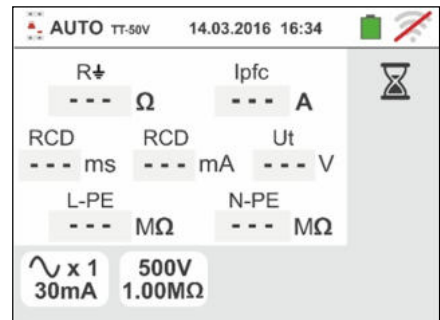 AUTO TT-50V 14.03.2016 16:34
R⏚ Ipfc
- - - Ω - - - A
RCD RCD Ut
- - - ms - - - mA - - - V
L-PE N-PE
- - - MΩ - - - MΩ
∿ x 1 500V
30mA 1.00MΩ